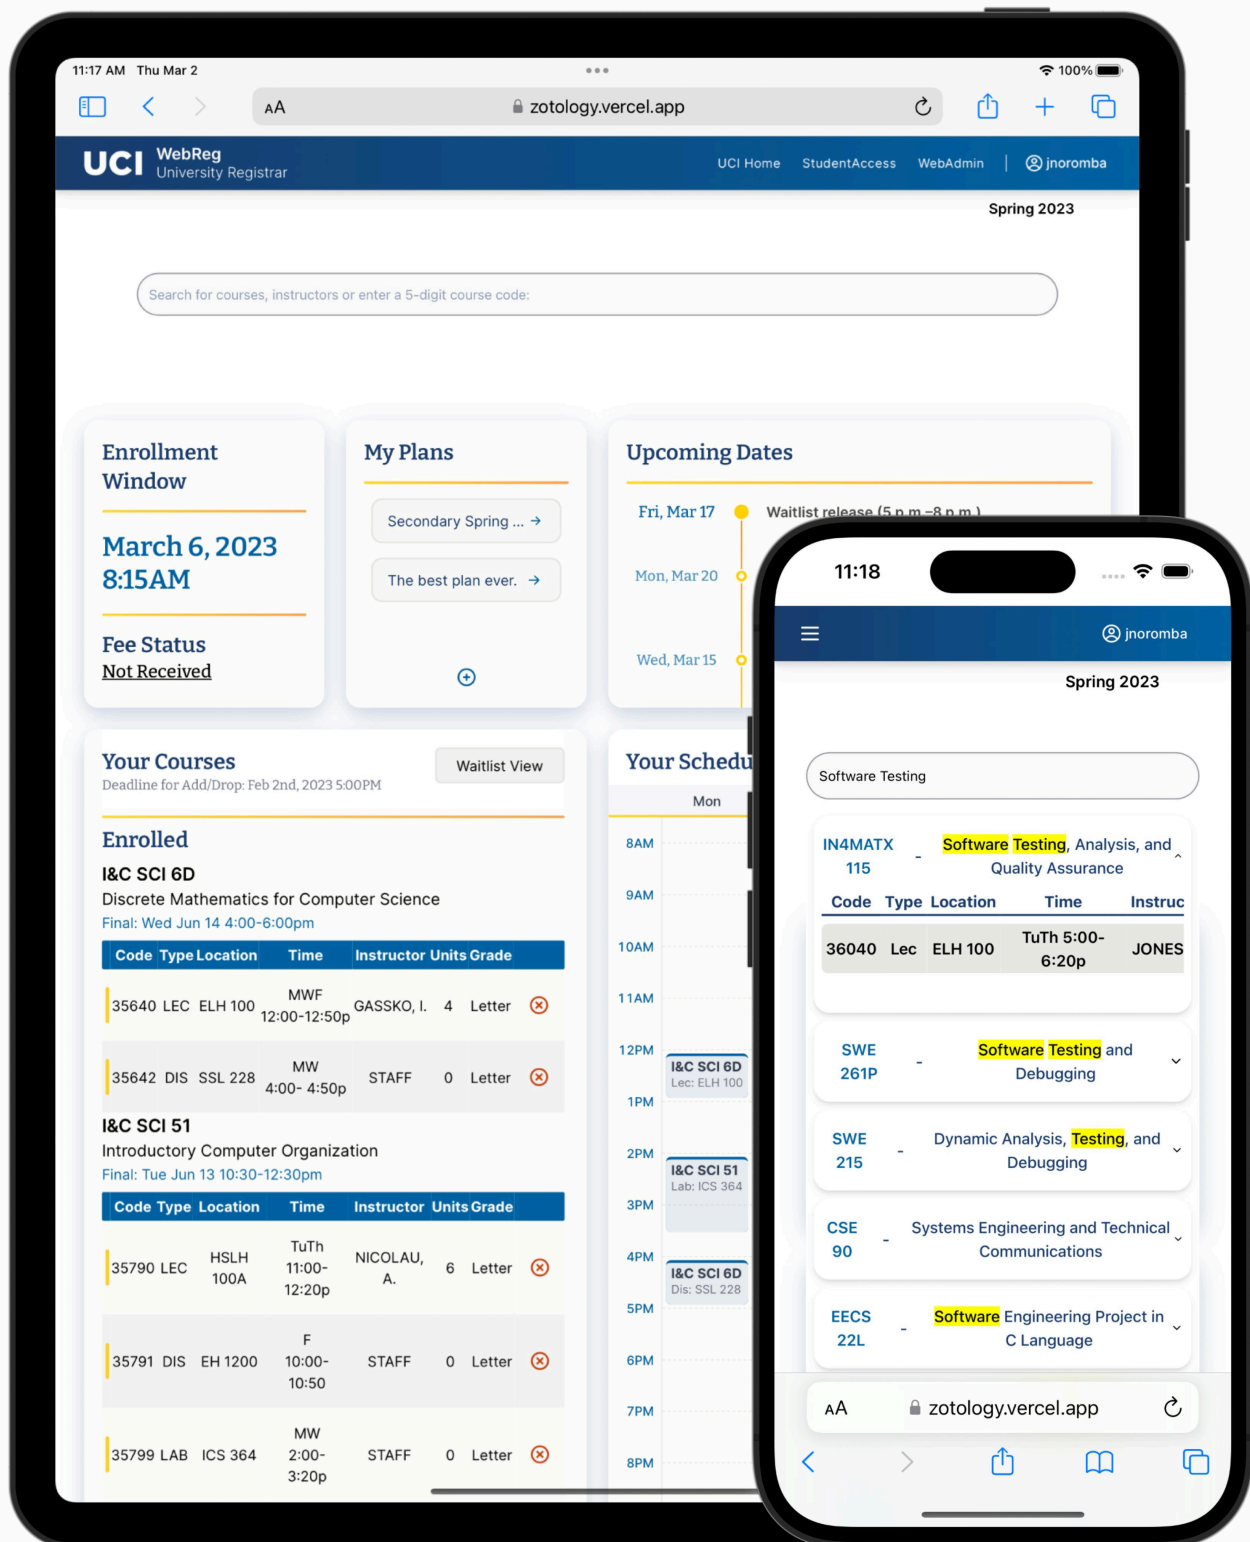 11:17 AM Thu Mar 2
100%
AA
zotology.vercel.app
UCI
WebReg
University Registrar
UCI Home
StudentAccess
WebAdmin
jnoromba
Spring 2023
Search for courses, instructors or enter a 5-digit course code:
Enrollment
Window
March 6, 2023
8:15AM
Fee Status
Not Received
My Plans
Secondary Spring ... →
The best plan ever. →
Upcoming Dates
Fri, Mar 17
Waitlist release (5 p.m.–8 p.m.)
Mon, Mar 20
Wed, Mar 15
Your Courses
Deadline for Add/Drop: Feb 2nd, 2023 5:00PM
Waitlist View
Enrolled
I&C SCI 6D
Discrete Mathematics for Computer Science
Final: Wed Jun 14 4:00-6:00pm
Code Type Location Time Instructor Units Grade
35640 LEC ELH 100 MWF 12:00-12:50p GASSKO, I. 4 Letter
35642 DIS SSL 228 MW 4:00- 4:50p STAFF 0 Letter
I&C SCI 51
Introductory Computer Organization
Final: Tue Jun 13 10:30-12:30pm
Code Type Location Time Instructor Units Grade
35790 LEC HSLH 100A TuTh 11:00-12:20p NICOLAU, A. 6 Letter
35791 DIS EH 1200 F 10:00-10:50 STAFF 0 Letter
35799 LAB ICS 364 MW 2:00-3:20p STAFF 0 Letter
Your Schedu
Mon
8AM
9AM
10AM
11AM
12PM
I&C SCI 6D
Lec: ELH 100
1PM
2PM
I&C SCI 51
Lab: ICS 364
3PM
4PM
I&C SCI 6D
Dis: SSL 228
5PM
6PM
7PM
8PM
11:18
jnoromba
Spring 2023
Software Testing
IN4MATX
115
-
Software Testing, Analysis, and
Quality Assurance
Code Type Location Time Instruc
36040 Lec ELH 100 TuTh 5:00-6:20p JONES
SWE
261P
-
Software Testing and
Debugging
SWE
215
-
Dynamic Analysis, Testing, and
Debugging
CSE
90
-
Systems Engineering and Technical
Communications
EECS
22L
-
Software Engineering Project in
C Language
AA
zotology.vercel.app